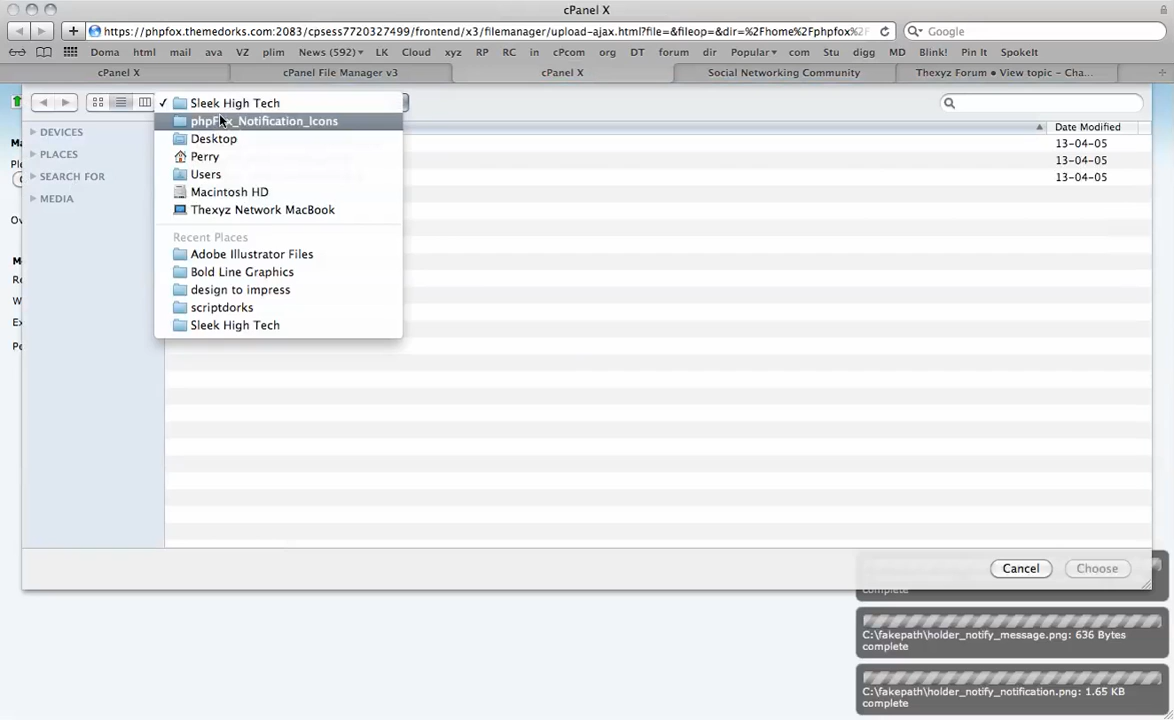 cPanel X
https://phpfox.themedorks.com:2083/cpsess7720327499/frontend/x3/filemanager/upload-ajax.html?file=&fileop=&dir=%2Fhome%2Fphpfox%
Google
Doma html mail ava VZ plim News (592) LK Cloud xyz RP RC in cPcom org DT forum dir Popular com Stu digg MD Blink! Pin SpokeIt
cPanel X
cPanel File Manager v3
cPanel X
Social Networking Community
Thexyz Forum • View topic - Cha...
Sleek High Tech
phpFox_Notification_Icons
Desktop
Perry
Users
Macintosh HD
Thexyz Network MacBook
Recent Places
Adobe Illustrator Files
Bold Line Graphics
design to impress
scriptdorks
Sleek High Tech
DEVICES
PLACES
SEARCH FOR
MEDIA
Date Modified
13-04-05
13-04-05
13-04-05
Cancel
Choose
complete
C:\fakepath\holder_notify_message.png: 636 Bytes
complete
C:\fakepath\holder_notify_notification.png: 1.65 KB
complete